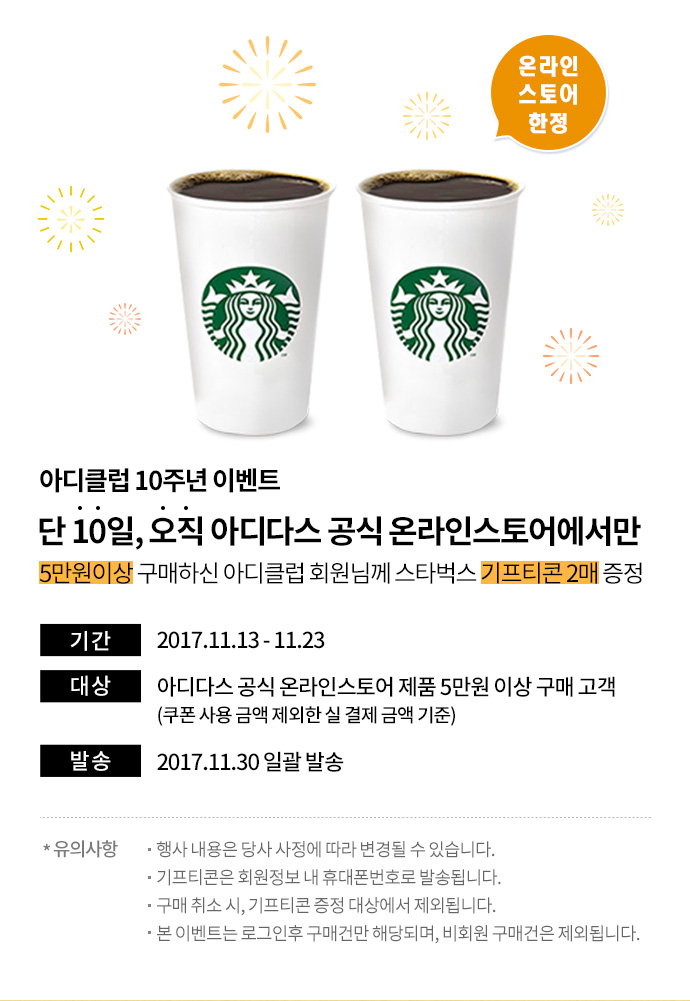 온라인
스토어
한정
아디클럽 10주년 이벤트
단 10일, 오직 아디다스 공식 온라인스토어에서만
5만원이상 구매하신 아디클럽 회원님께 스타벅스 기프티콘 2매 증정
기간 2017.11.13 - 11.23
대상 아디다스 공식 온라인스토어 제품 5만원 이상 구매 고객
(쿠폰 사용 금액 제외한 실 결제 금액 기준)
발송 2017.11.30 일괄 발송
* 유의사항 · 행사 내용은 당사 사정에 따라 변경될 수 있습니다.
· 기프티콘은 회원정보 내 휴대폰번호로 발송됩니다.
· 구매 취소 시, 기프티콘 증정 대상에서 제외됩니다.
· 본 이벤트는 로그인후 구매건만 해당되며, 비회원 구매건은 제외됩니다.